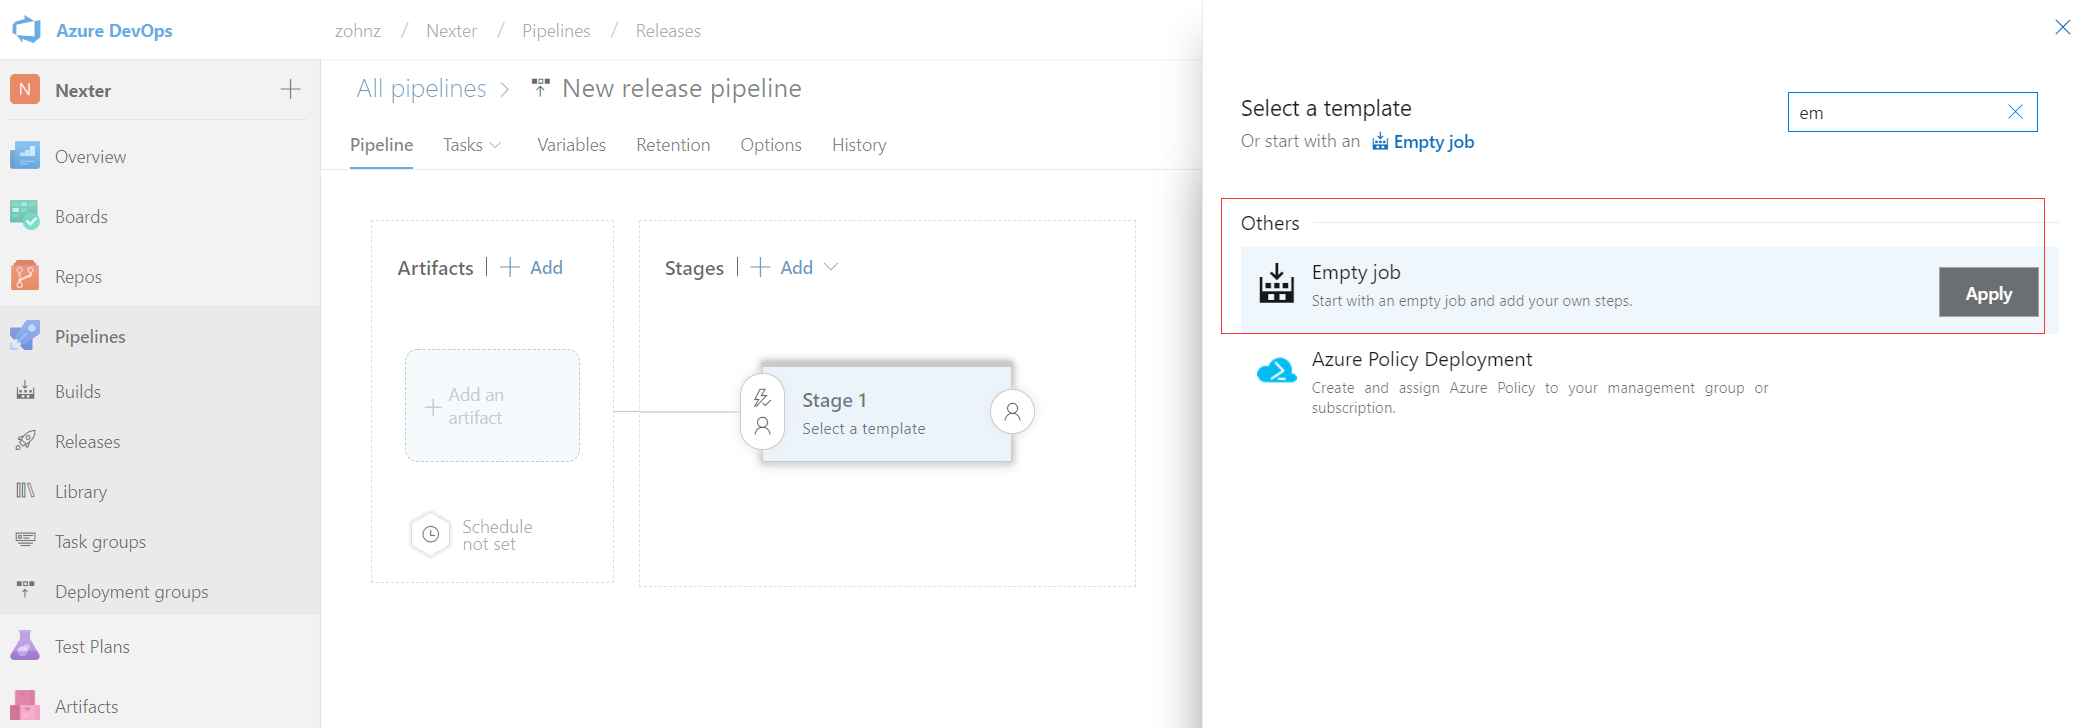 Azure DevOps
zohnz / Nexter / Pipelines / Releases
N Nexter
Overview
Boards
Repos
Pipelines
Builds
Releases
Library
Task groups
Deployment groups
Test Plans
Artifacts
All pipelines > New release pipeline
Pipeline Tasks Variables Retention Options History
Artifacts | + Add
Add an
artifact
Schedule
not set
Stages | + Add
Stage 1
Select a template
Select a template
Or start with an Empty job
em
Others
Empty job
Start with an empty job and add your own steps.
Apply
Azure Policy Deployment
Create and assign Azure Policy to your management group or
subscription.